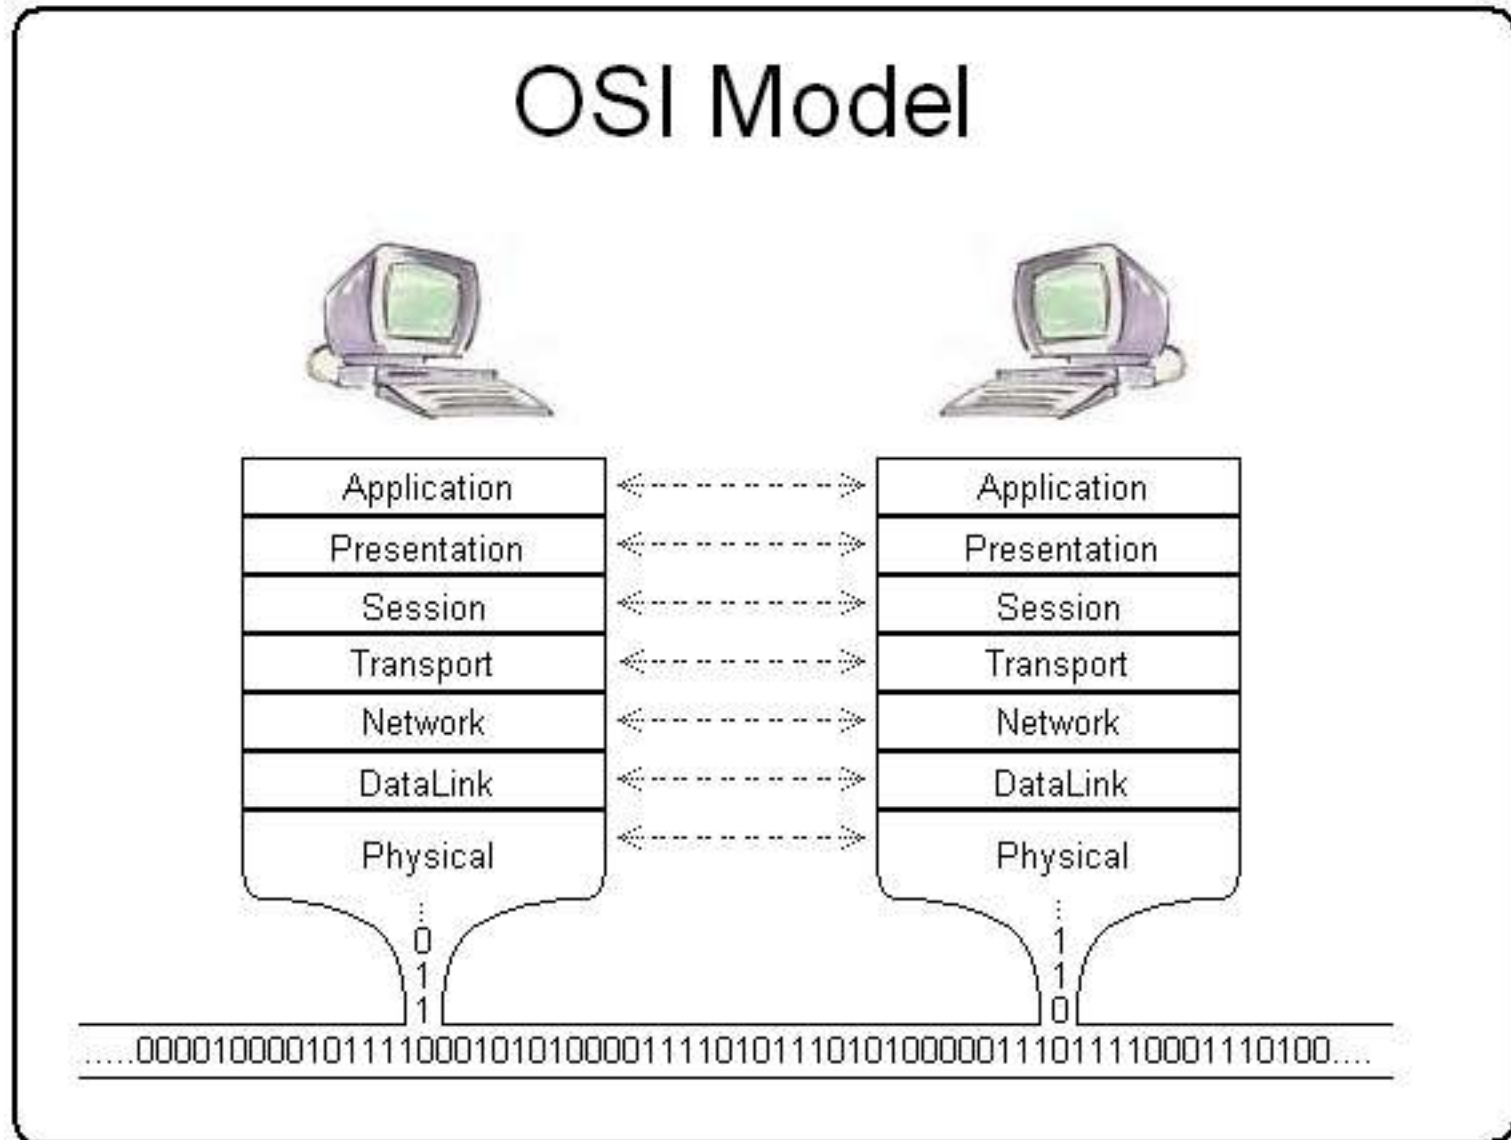 OSI Model
Application Application
Presentation Presentation
Session Session
Transport Transport
Network Network
DataLink DataLink
Physical Physical
0 1
1 1
1 0
.....0000100001011110001010100001111010111010100000111011110001110100....